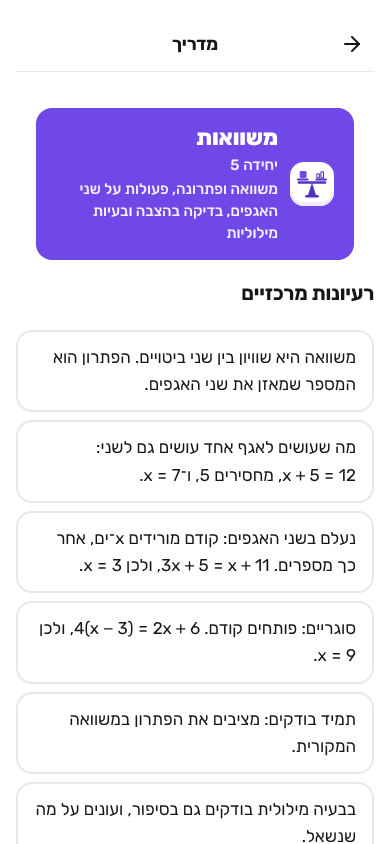 מדריך
משוואות
יחידה 5
משוואה ופתרונה, פעולות על שני
האגפים, בדיקה בהצבה ובעיות
מילוליות
רעיונות מרכזיים
משוואה היא שוויון בין שני ביטויים. הפתרון הוא
המספר שמאזן את שני האגפים.
מה שעושים לאגף אחד עושים גם לשני:
x + 5 = 12, מחסירים 5, ו־x = 7.
נעלם בשני האגפים: קודם מורידים x־ים, אחר
כך מספרים. 3x + 5 = x + 11, ולכן x = 3.
סוגריים: פותחים קודם. 4(x − 3) = 2x + 6, ולכן
x = 9.
תמיד בודקים: מציבים את הפתרון במשוואה
המקורית.
בבעיה מילולית בודקים גם בסיפור, ועונים על מה
שנשאל.